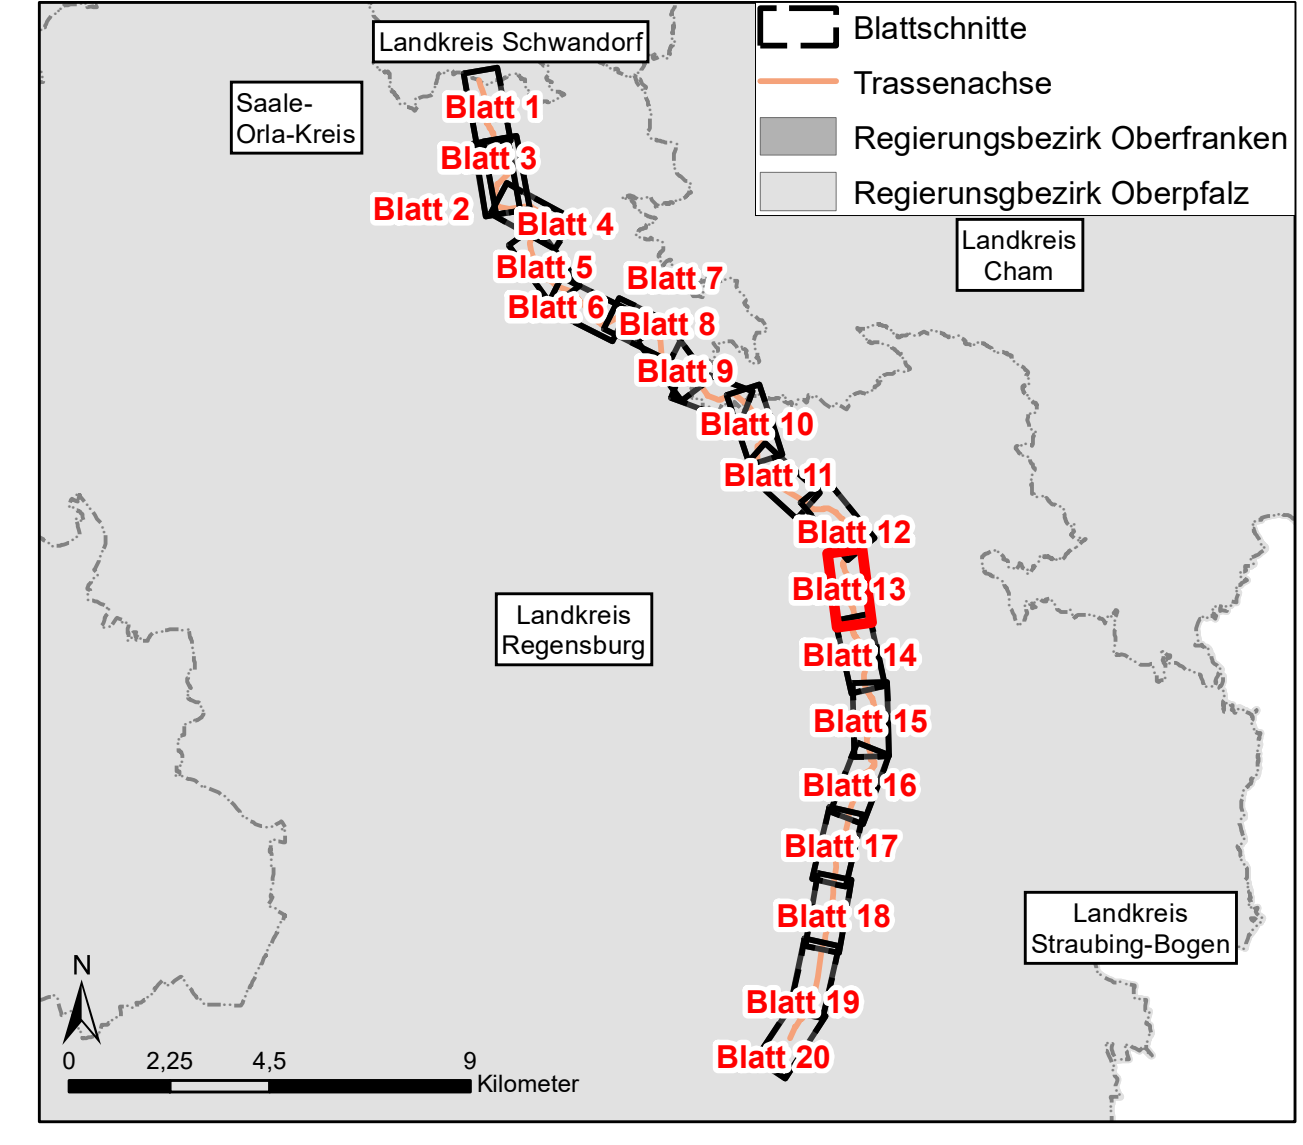 Blattschnitte
Trassenachse
Regierungsbezirk Oberfranken
Regierunsgbezirk Oberpfalz
Landkreis Schwandorf
Saale-
Orla-Kreis
Landkreis
Cham
Blatt 1
Blatt 3
Blatt 2
Blatt 4
Blatt 5
Blatt 7
Blatt 6
Blatt 8
Blatt 9
Blatt 10
Blatt 11
Blatt 12
Blatt 13
Landkreis
Regensburg
Blatt 14
Blatt 15
Blatt 16
Blatt 17
Blatt 18
Landkreis
Straubing-Bogen
Blatt 19
Blatt 20
N
0 2,25 4,5 9
Kilometer